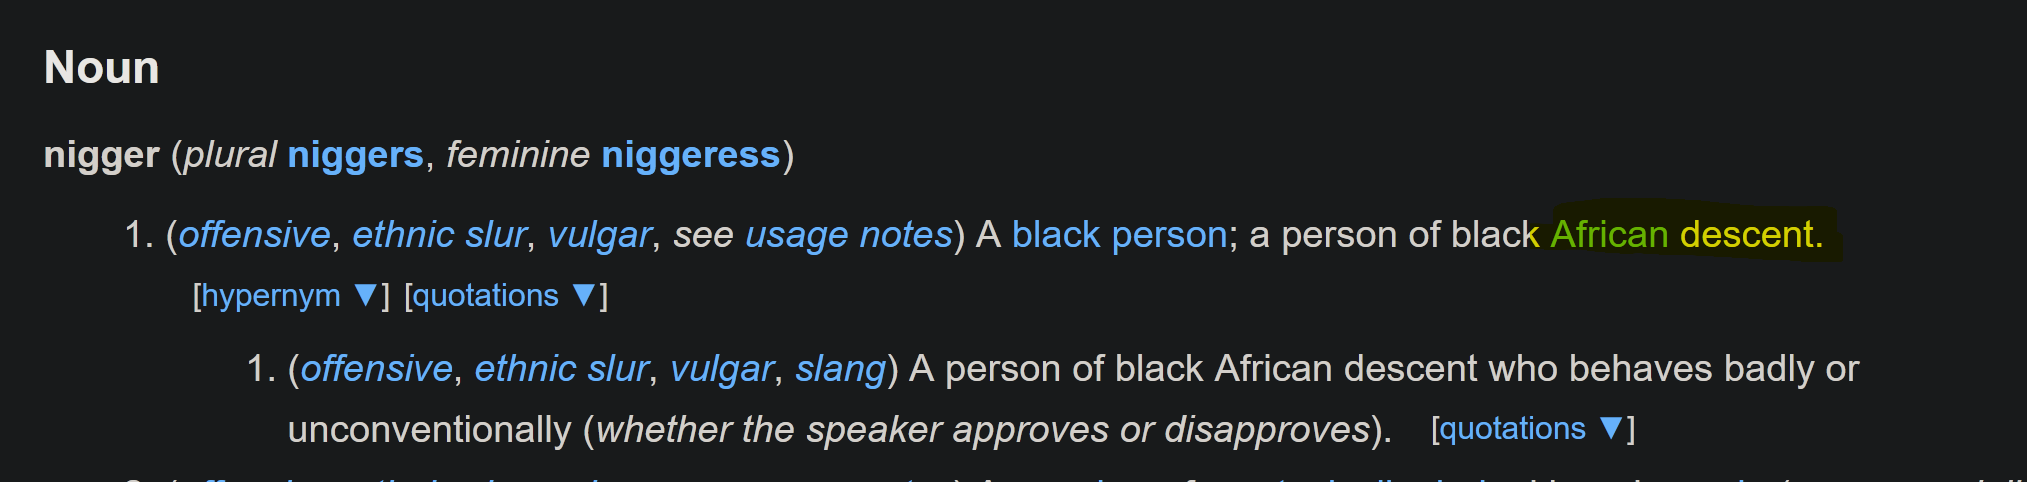 Noun
nigger (plural niggers, feminine niggeress)
1. (offensive, ethnic slur, vulgar, see usage notes) A black person; a person of black African descent.
[hypernym ▼] [quotations ▼]
1. (offensive, ethnic slur, vulgar, slang) A person of black African descent who behaves badly or
unconventionally (whether the speaker approves or disapproves). [quotations ▼]